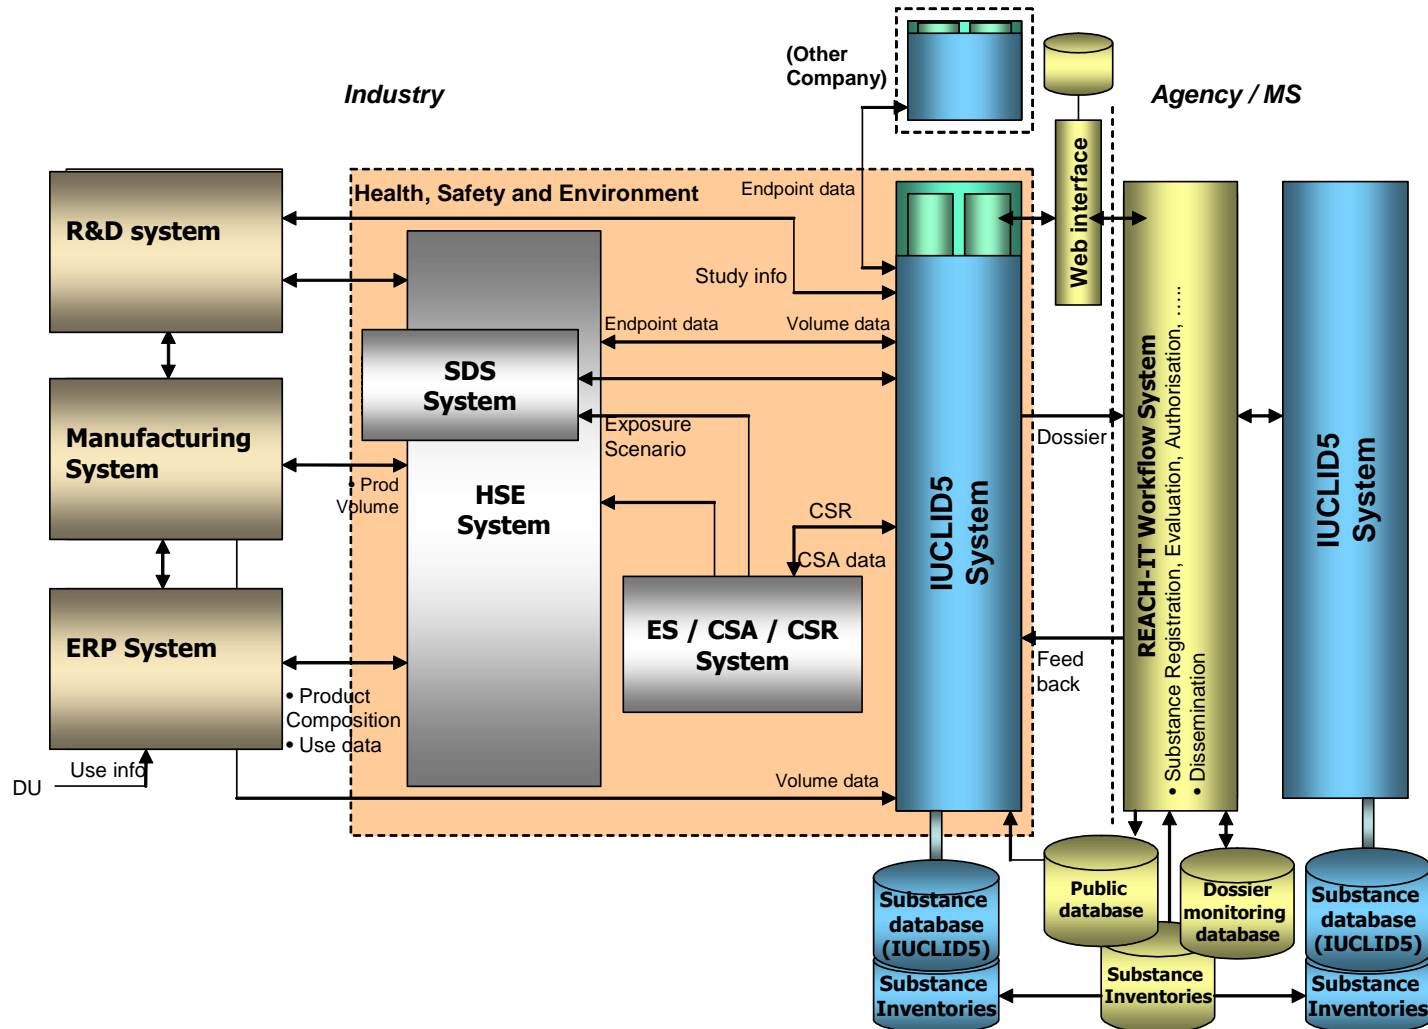 (Other
Company)
Industry
Agency / MS
Health, Safety and Environment
Endpoint data
Web interface
R&D system
Study info
Endpoint data
Volume data
SDS
System
Manufacturing
System
Exposure
Scenario
Dossier
• Prod
Volume
HSE
System
CSR
CSA data
IUCLID5
System
REACH-IT Workflow System
• Substance Registration, Evaluation, Authorisation, .....
• Dissemination
IUCLID5
System
ERP System
ES / CSA / CSR
System
Feed
back
• Product
Composition
• Use data
Use info
DU
Volume data
Substance
database
(IUCLID5)
Substance
Inventories
Public
database
Dossier
monitoring
database
Substance
Inventories
Substance
database
(IUCLID5)
Substance
Inventories